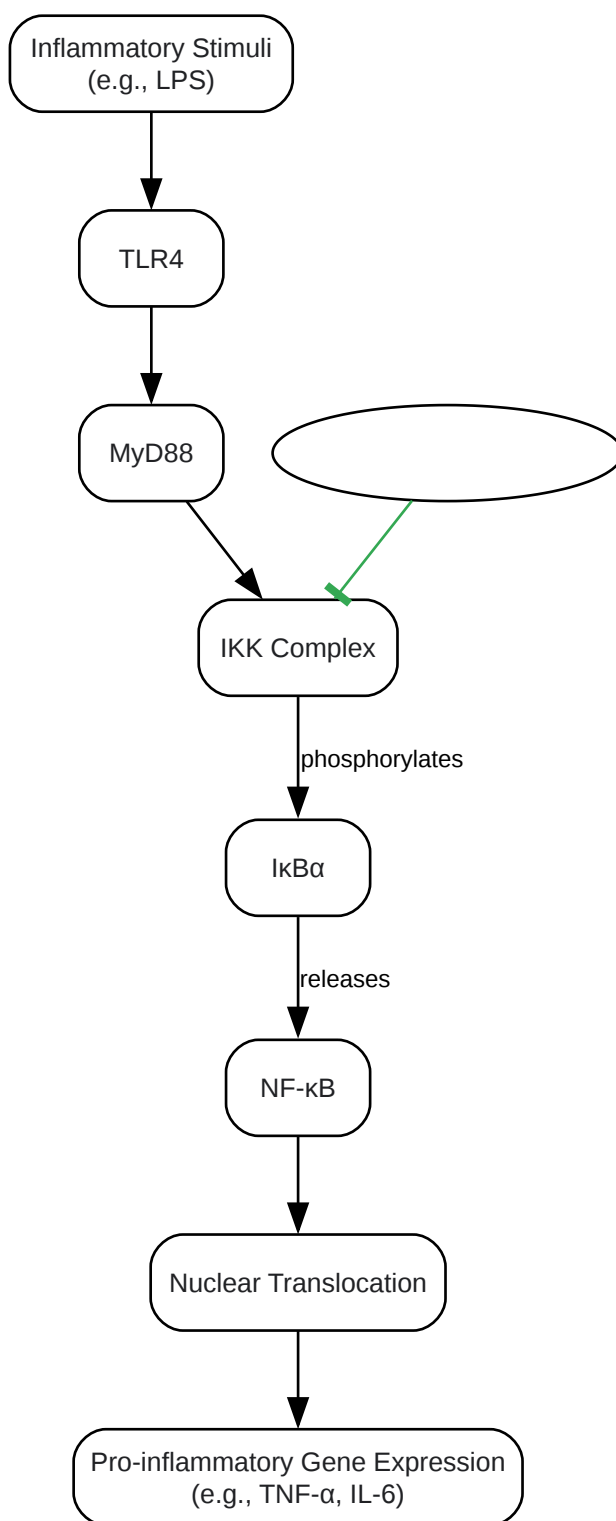 Inflammatory Stimuli
(e.g., LPS)
TLR4
MyD88
IKK Complex
phosphorylates
IκBα
releases
NF-κB
Nuclear Translocation
Pro-inflammatory Gene Expression
(e.g., TNF-α, IL-6)